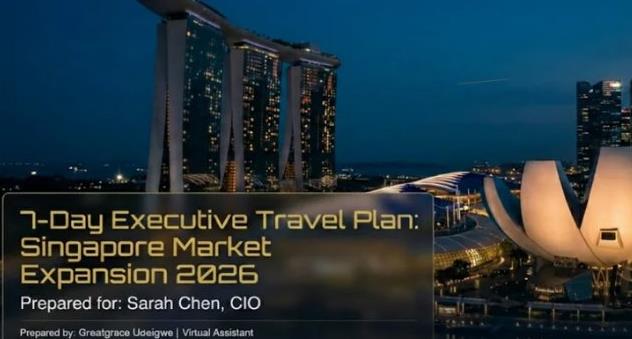 7-Day Executive Travel Plan:
Singapore Market
Expansion 2026
Prepared for: Sarah Chen, CIO
Prepared by: Greatgrace Udeigwe | Virtual Assistant